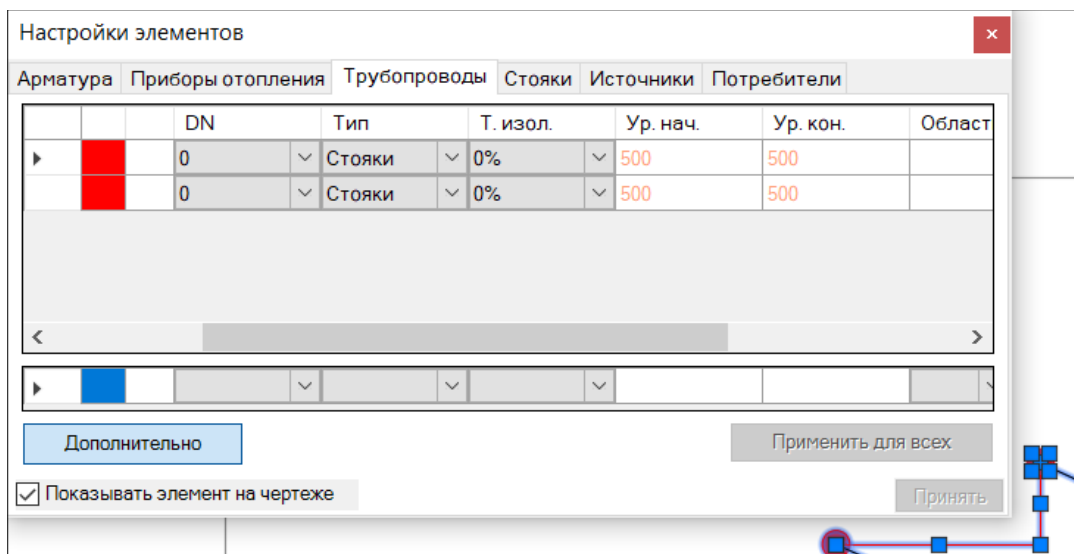 Настройки элементов
Арматура Приборы отопления Трубопроводы Стояки Источники Потребители
DN Тип Т. изол. Ур. нач. Ур. кон. Област
0 Стояки 0% 500 500
0 Стояки 0% 500 500
Дополнительно Применить для всех
Показывать элемент на чертеже Принять